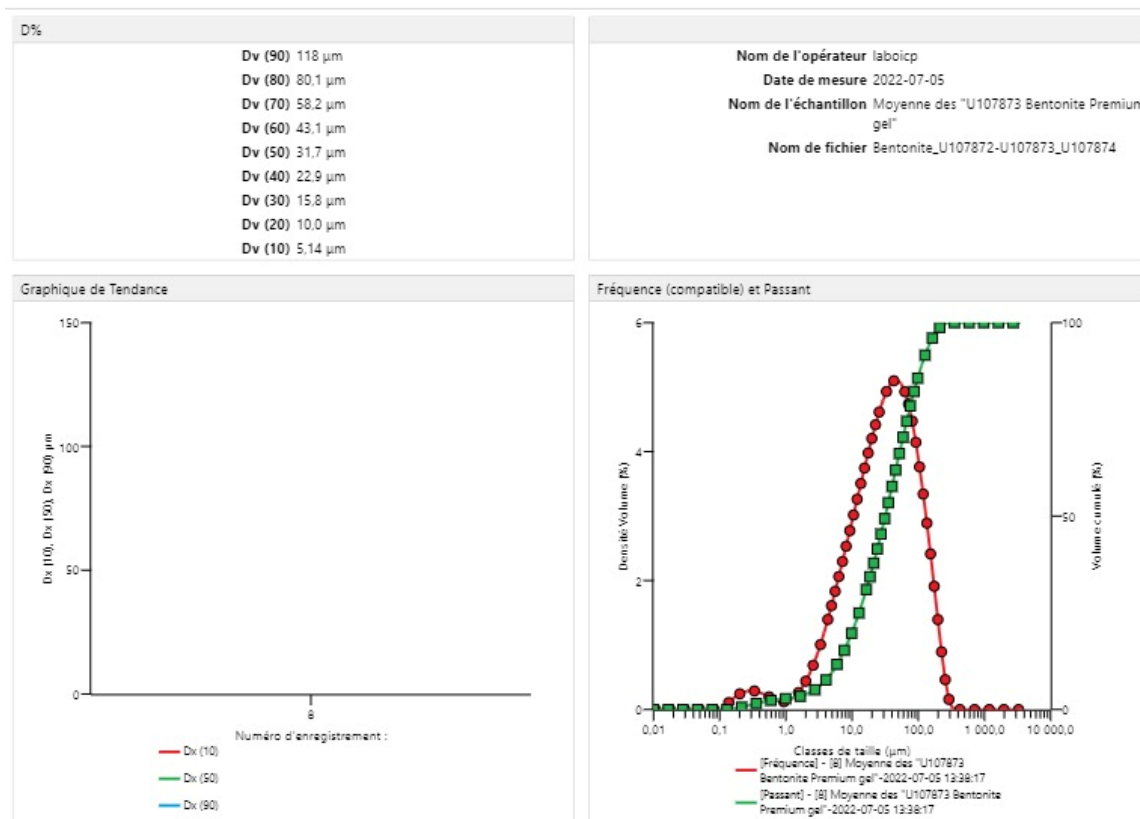 D%
Dv (90) 118 µm
Dv (80) 80,1 µm
Dv (70) 58,2 µm
Dv (60) 43,1 µm
Dv (50) 31,7 µm
Dv (40) 22,9 µm
Dv (30) 15,8 µm
Dv (20) 10,0 µm
Dv (10) 5,14 µm
Nom de l'opérateur laboicp
Date de mesure 2022-07-05
Nom de l'échantillon Moyenne des "U107873 Bentonite Premium
gel"
Nom de fichier Bentonite_U107872-U107873_U107874
Graphique de Tendance
150
100
50
0
Dx (10), Dx (50), Dx (90) µm
8
Numéro d'enregistrement :
Dx (10)
Dx (50)
Dx (90)
Fréquence (compatible) et Passant
6
4
2
0
Densité Volume (%)
100
50
0
Volume cumulé (%)
0,01 0,1 1,0 10,0 100,0 1 000,0 10 000,0
Classes de taille (µm)
[Fréquence] - [8] Moyenne des "U107873
Bentonite Premium gel"-2022-07-05 13:38:17
[Passant] - [8] Moyenne des "U107873 Bentonite
Premium gel"-2022-07-05 13:38:17